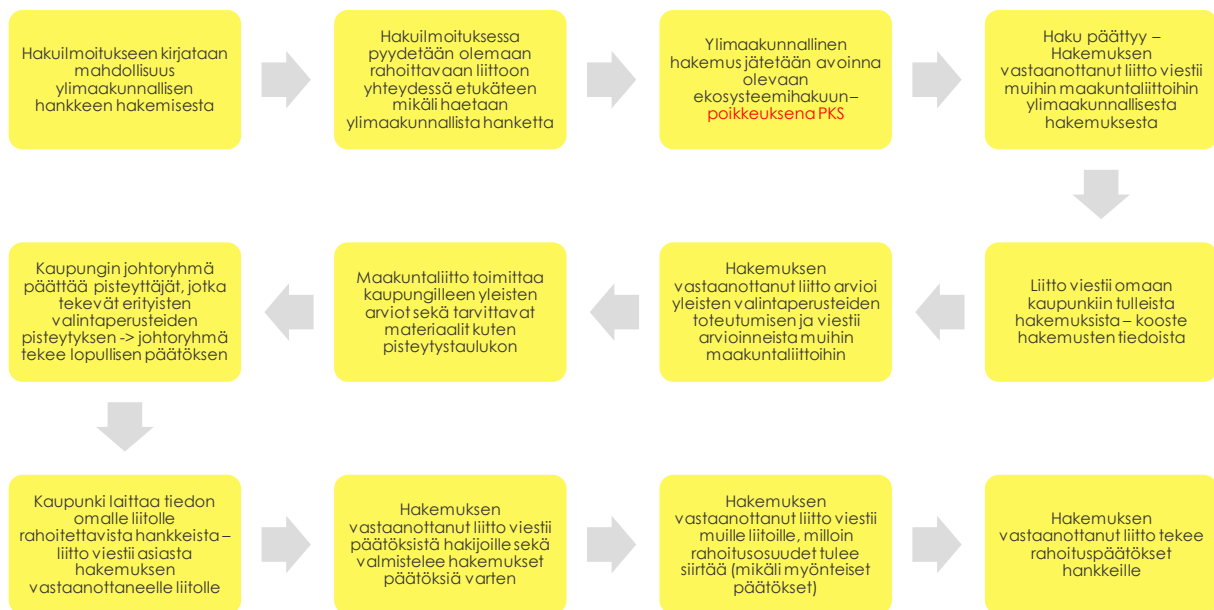 Hakuilmoitukseen kirjataan
mahdollisuus
ylimaakunnallisen
hankkeen hakemisesta
Hakuilmoituksessa
pyydetään olemaan
rahoittavaan liittoon
yhteydessä etukäteen
mikäli haetaan
ylimaakunnallista hanketta
Ylimaakunnallinen
hakemus jätetään avoinna
olevaan
ekosysteemihakuun–
poikkeuksena PKS
Haku päättyy –
Hakemuksen
vastaanottanut liitto viestii
muihin maakuntaliittoihin
ylimaakunnallisesta
hakemuksesta
Liitto viestii omaan
kaupunkiin tulleista
hakemuksista – kooste
hakemusten tiedoista
Hakemuksen
vastaanottanut liitto arvioi
yleisten valintaperusteiden
toteutumisen ja viestii
arvioinneista muihin
maakuntaliittoihin
Maakuntaliitto toimittaa
kaupungilleen yleisten
arviot sekä tarvittavat
materiaalit kuten
pisteytystaulukon
Kaupungin johtoryhmä
päättää pisteyttäjät, jotka
tekevät erityisten
valintaperusteiden
pisteytyksen -> johtoryhmä
tekee lopullisen päätöksen
Kaupunki laittaa tiedon
omalle liitolle
rahoitettavista hankkeista –
liitto viestii asiasta
hakemuksen
vastaanottaneelle liitolle
Hakemuksen
vastaanottanut liitto viestii
päätöksistä hakijoille sekä
valmistelee hakemukset
päätöksiä varten
Hakemuksen
vastaanottanut liitto viestii
muille liitoille, milloin
rahoitusosuudet tulee
siirtää (mikäli myönteiset
päätökset)
Hakemuksen
vastaanottanut liitto tekee
rahoituspäätökset
hankkeille